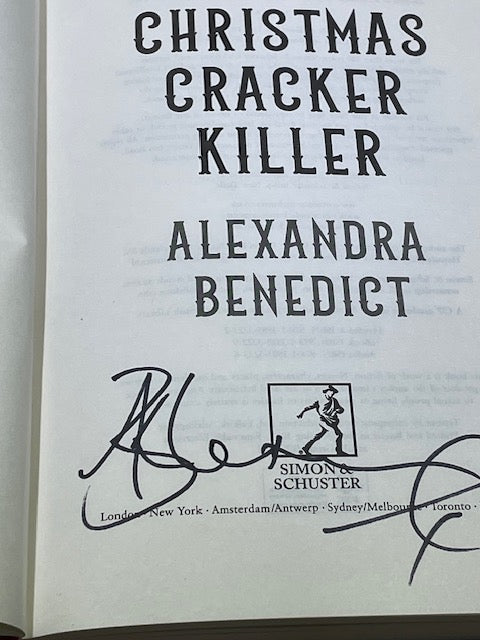 CHRISTMAS
CRACKER
KILLER
ALEXANDRA
BENEDICT
SIMON &
SCHUSTER
London · New York · Amsterdam/Antwerp · Sydney/Melbourne · Toronto ·